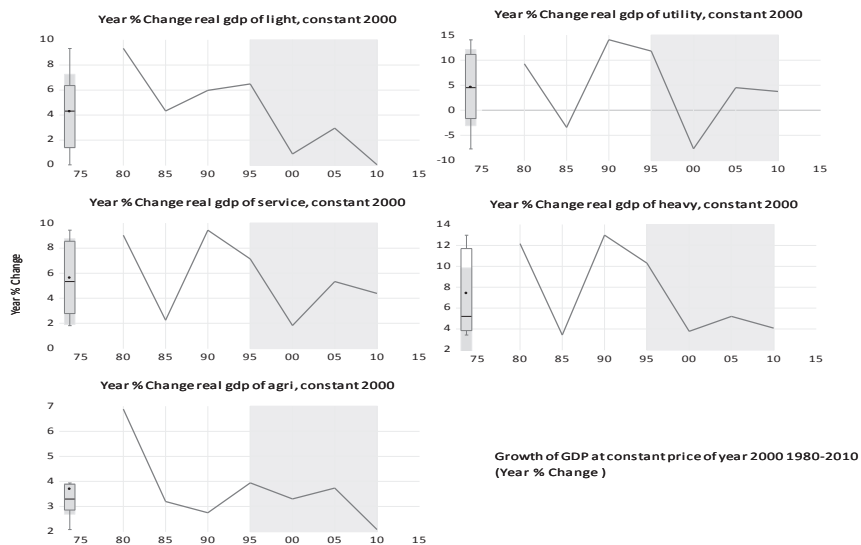 Year % Change real gdp of light, constant 2000
10
8
6
4
2
0
75 80 85 90 95 00 05 10 15
Year % Change real gdp of utility, constant 2000
15
10
5
0
-5
-10
75 80 85 90 95 00 05 10 15
Year % Change
Year % Change real gdp of service, constant 2000
10
8
6
4
2
0
75 80 85 90 95 00 05 10 15
Year % Change real gdp of heavy, constant 2000
14
12
10
8
6
4
2
75 80 85 90 95 00 05 10 15
Year % Change real gdp of agri, constant 2000
7
6
5
4
3
2
75 80 85 90 95 00 05 10 15
Growth of GDP at constant price of year 2000 1980-2010
(Year % Change )